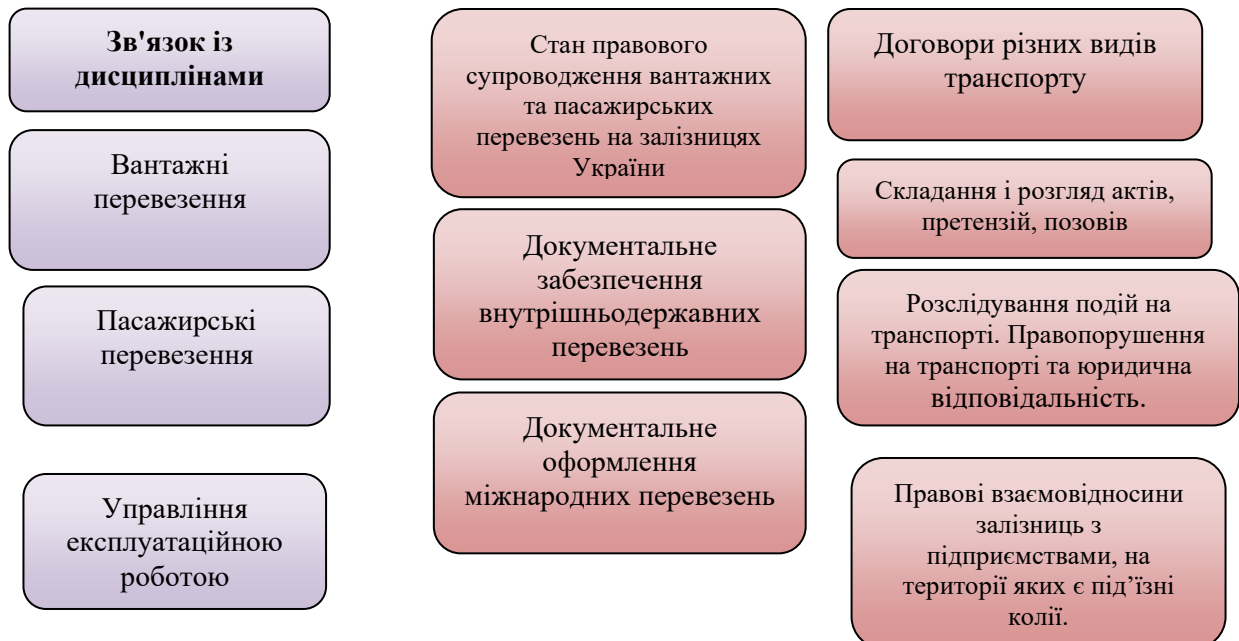 Зв'язок із
дисциплінами
Вантажні
перевезення
Пасажирські
перевезення
Управління
експлуатаційною
роботою
Стан правового
супроводження вантажних
та пасажирських
перевезень на залізницях
України
Документальне
забезпечення
внутрішньодержавних
перевезень
Документальне
оформлення
міжнародних перевезень
Договори різних видів
транспорту
Складання і розгляд актів,
претензій, позовів
Розслідування подій на
транспорті. Правопорушення
на транспорті та юридична
відповідальність.
Правові взаємовідносини
залізниць з
підприємствами, на
території яких є під’їзні
колії.